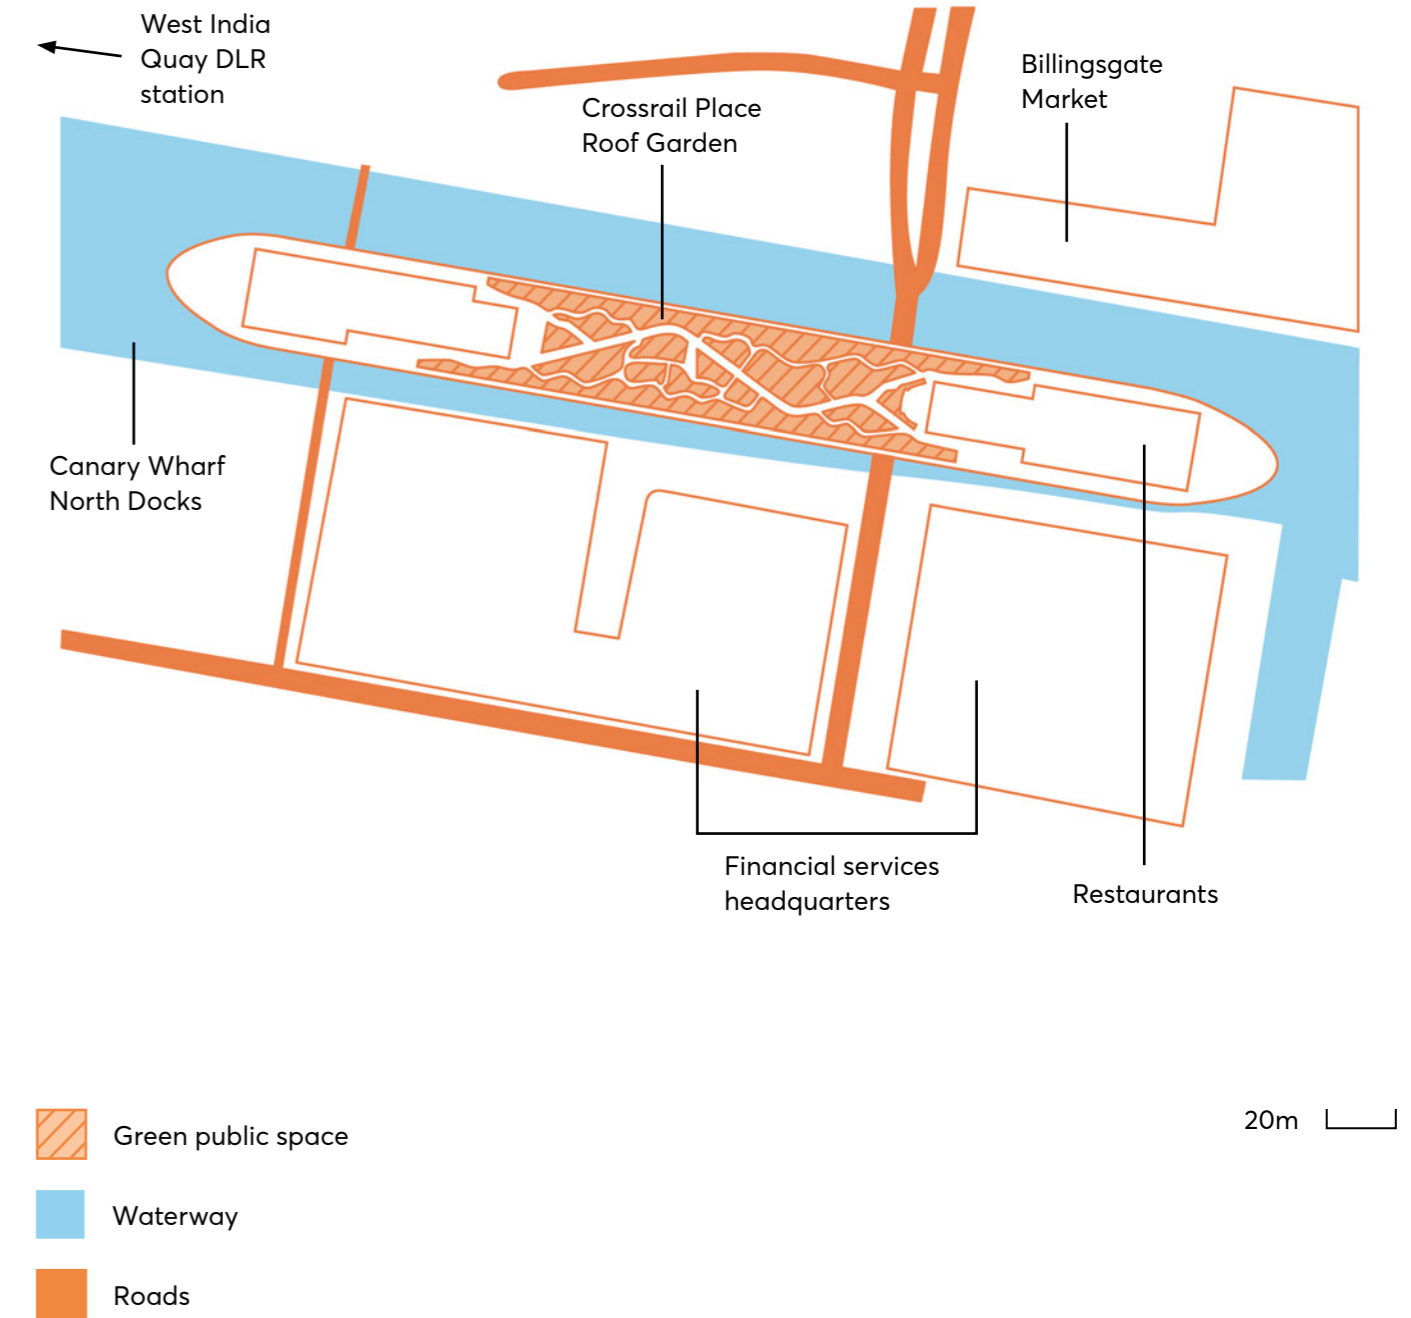 West India
Quay DLR
station
Billingsgate
Market
Crossrail Place
Roof Garden
Canary Wharf
North Docks
Financial services
headquarters
Restaurants
Green public space
20m
Waterway
Roads